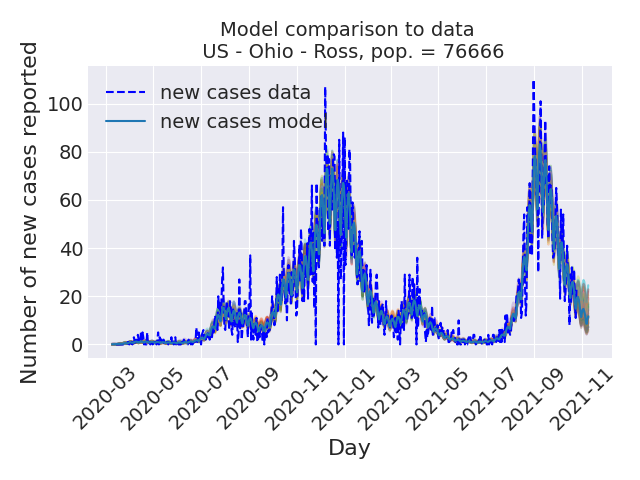 Model comparison to data
US - Ohio - Ross, pop. = 76666
Number of new cases reported
100
80
60
40
20
0
new cases data
new cases model
2020-03
2020-05
2020-07
2020-09
2020-11
2021-01
2021-03
2021-05
2021-07
2021-09
2021-11
Day